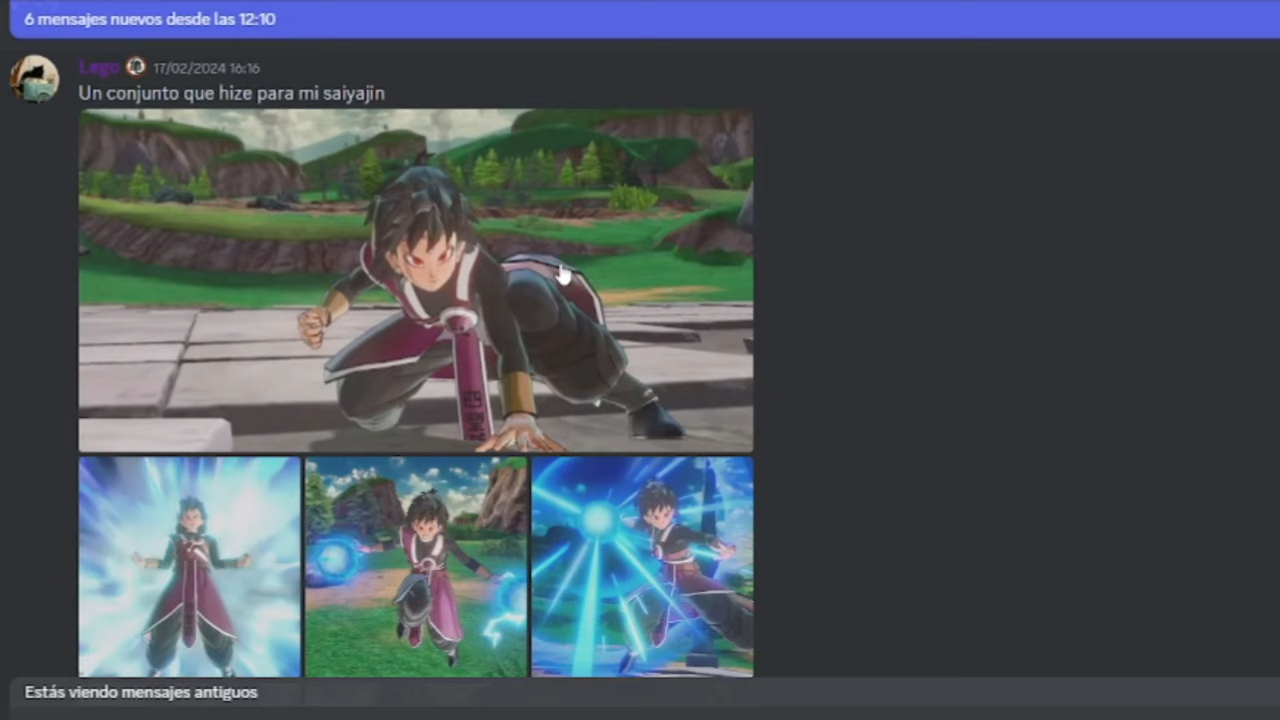 6 mensajes nuevos desde las 12:10
Lego 17/02/2024 16:16
Un conjunto que hize para mi saiyajin
Estás viendo mensajes antiguos